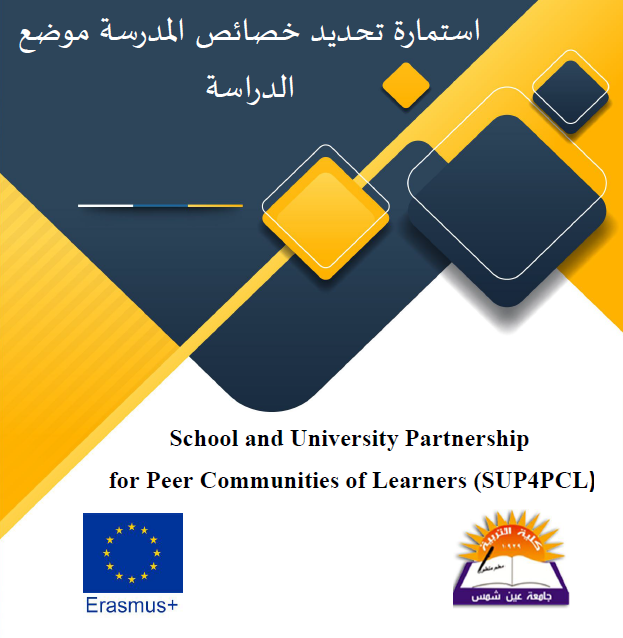 استمارة تحديد خصائص المدرسة موضع
الدراسة
School and University Partnership
for Peer Communities of Learners (SUP4PCL)
Erasmus+
كلية التربية
١٩٢٩
جامعة عين شمس